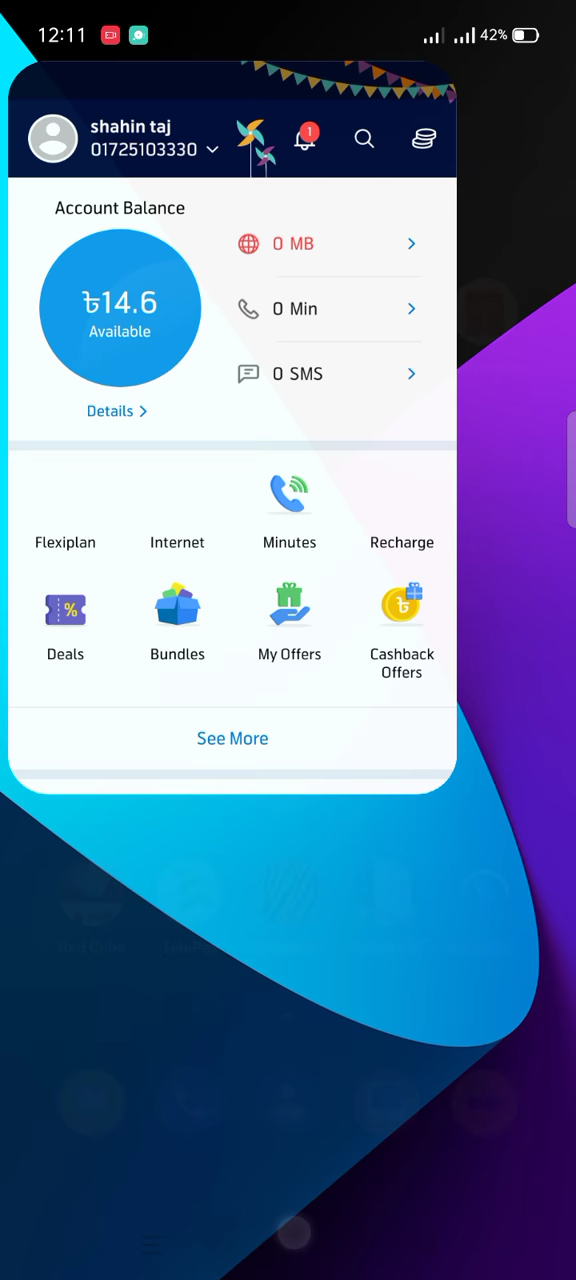 12:11
42%
shahin taj
1
01725103330
Account Balance
৳14.6
Available
Details
0 MB
0 Min
0 SMS
Flexiplan
Internet
Minutes
Recharge
%
৳
Deals
Bundles
My Offers
Cashback
Offers
See More